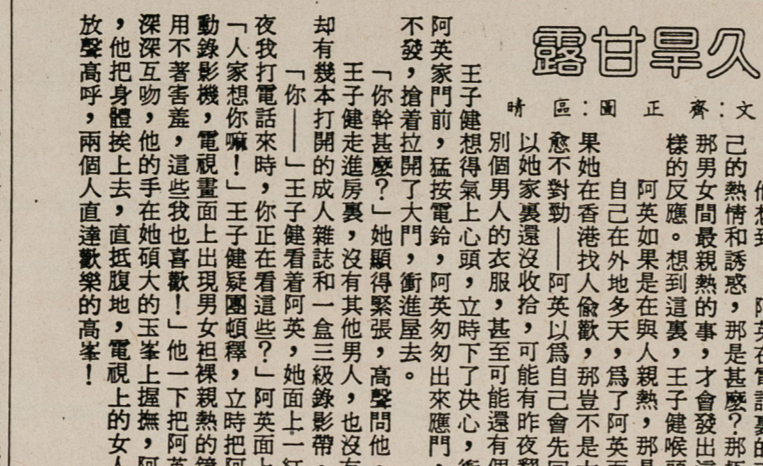 久旱甘露
文：齊正 圖：區晴
己的熱情和誘惑，那是甚麼？那
那男女間最親熱的事，才會發出
樣的反應。想到這裏，王子健喉
阿英如果是在與人親熱，那是
自己在外地多天，爲了阿英
果她在香港找人偷歡，那豈不是
愈不對勁——阿英以爲自己會先
以她家裏還沒收拾，可能有昨夜
別個男人的衣服，甚至可能還有
王子健想得氣上心頭，立時下了决心，
阿英家門前，猛按電鈴，阿英匆匆出來應門，
不發，搶着拉開了大門，衝進屋去。
「你幹甚麼？」她顯得緊張，高聲問他，
王子健走進房裏，沒有其他男人，也沒
却有幾本打開的成人雜誌和一盒三級錄影帶，
「你——」王子健看着阿英，她面上一
夜我打電話來時，你正在看這些？」阿英面
「人家想你嘛！」王子健疑團頓釋，立時把
動錄影機，電視畫面上出現男女袒裸親熱的
用不著害羞，這些我也喜歡！」他一下把阿
深深互吻，他的手在她碩大的玉峯上握撫，
，他把身體挨上去，直抵腹地，電視上的女
放聲高呼，兩個人直達歡樂的高峯！